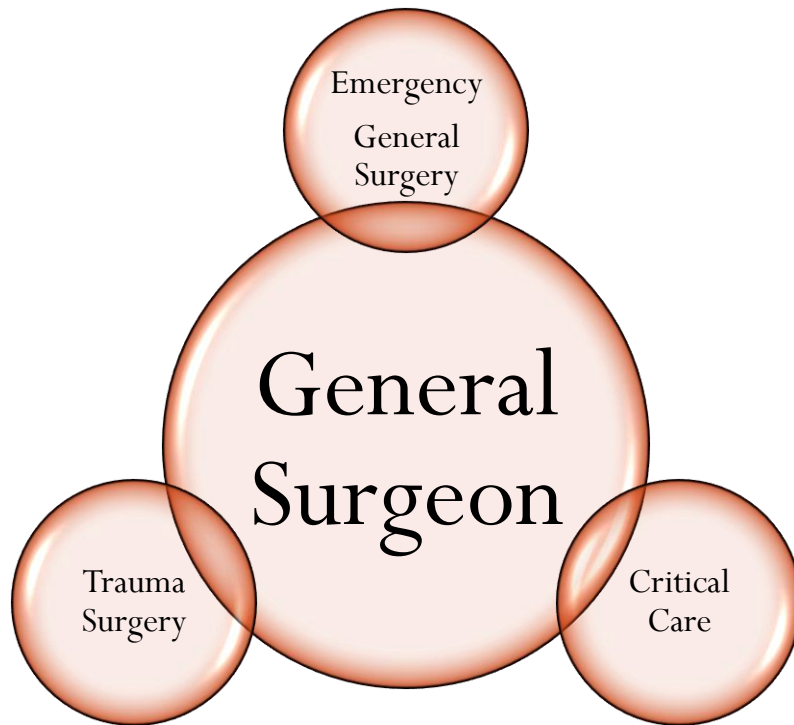 Emergency
General
Surgery
General
Surgeon
Trauma
Surgery
Critical
Care